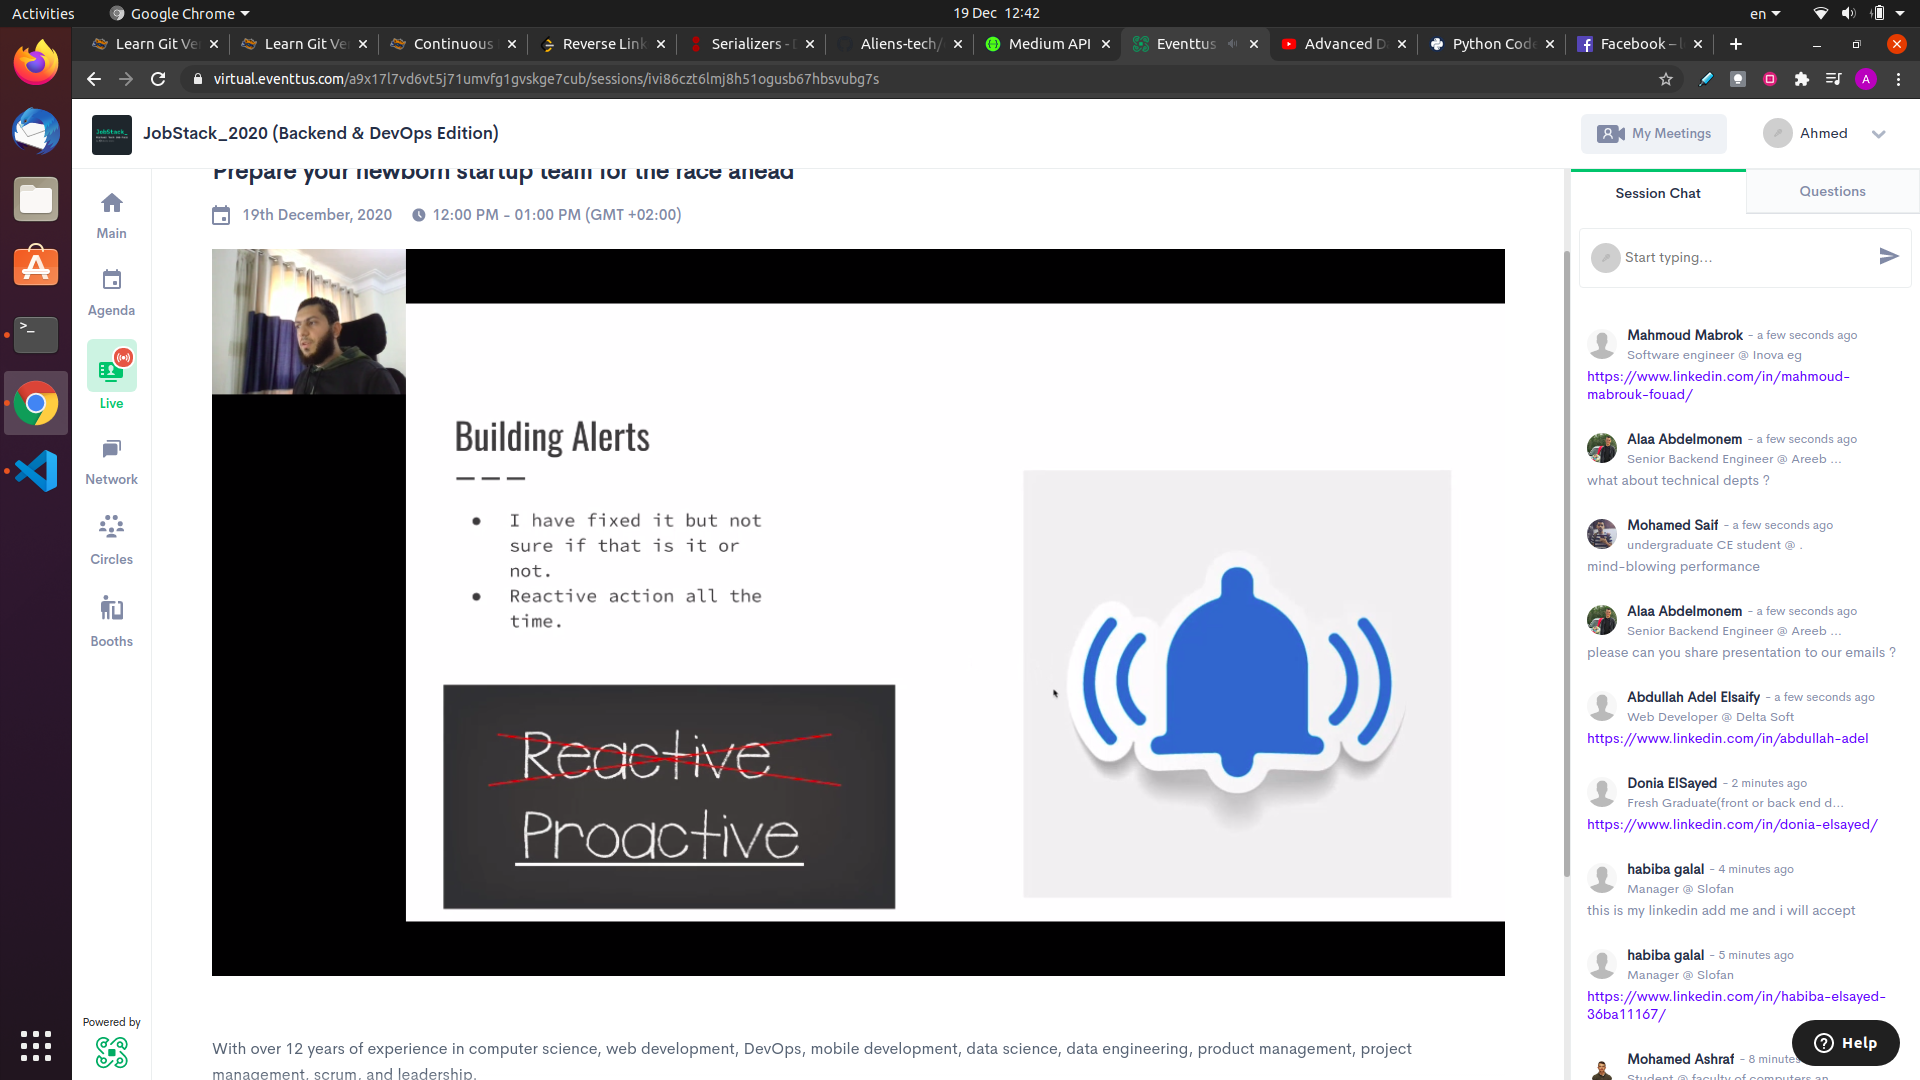 Activities
Google Chrome
19 Dec 12:42
en
Learn Git Ve
Learn Git Ve
Continuous
Reverse Link
Serializers - D
Aliens-tech/
Medium API
Eventtus
Advanced D
Python Code
Facebook – l
virtual.eventtus.com/a9x17l7vd6vt5j71umvfg1gvskge7cub/sessions/ivi86czt6lmj8h51ogusb67hbsvubg7s
A
JobStack_
JobStack_2020 (Backend & DevOps Edition)
My Meetings
Ahmed
Prepare your newborn startup team for the race ahead
19th December, 2020
12:00 PM - 01:00 PM (GMT +02:00)
Main
Agenda
Live
Network
Circles
Booths
Powered by
Building Alerts
I have fixed it but not
sure if that is it or
not.
Reactive action all the
time.
Reactive
Proactive
With over 12 years of experience in computer science, web development, DevOps, mobile development, data science, data engineering, product management, project
management, scrum, and leadership.
Session Chat
Questions
Start typing...
Mahmoud Mabrok - a few seconds ago
Software engineer @ Inova eg
https://www.linkedin.com/in/mahmoud-
mabrouk-fouad/
Alaa Abdelmonem - a few seconds ago
Senior Backend Engineer @ Areeb ...
what about technical depts ?
Mohamed Saif - a few seconds ago
undergraduate CE student @ .
mind-blowing performance
Alaa Abdelmonem - a few seconds ago
Senior Backend Engineer @ Areeb ...
please can you share presentation to our emails ?
Abdullah Adel Elsaify - a few seconds ago
Web Developer @ Delta Soft
https://www.linkedin.com/in/abdullah-adel
Donia ElSayed - 2 minutes ago
Fresh Graduate(front or back end d...
https://www.linkedin.com/in/donia-elsayed/
habiba galal - 4 minutes ago
Manager @ Slofan
this is my linkedin add me and i will accept
habiba galal - 5 minutes ago
Manager @ Slofan
https://www.linkedin.com/in/habiba-elsayed-
36ba11167/
Mohamed Ashraf - 8 minutes
Student @ faculty of computers an
Help